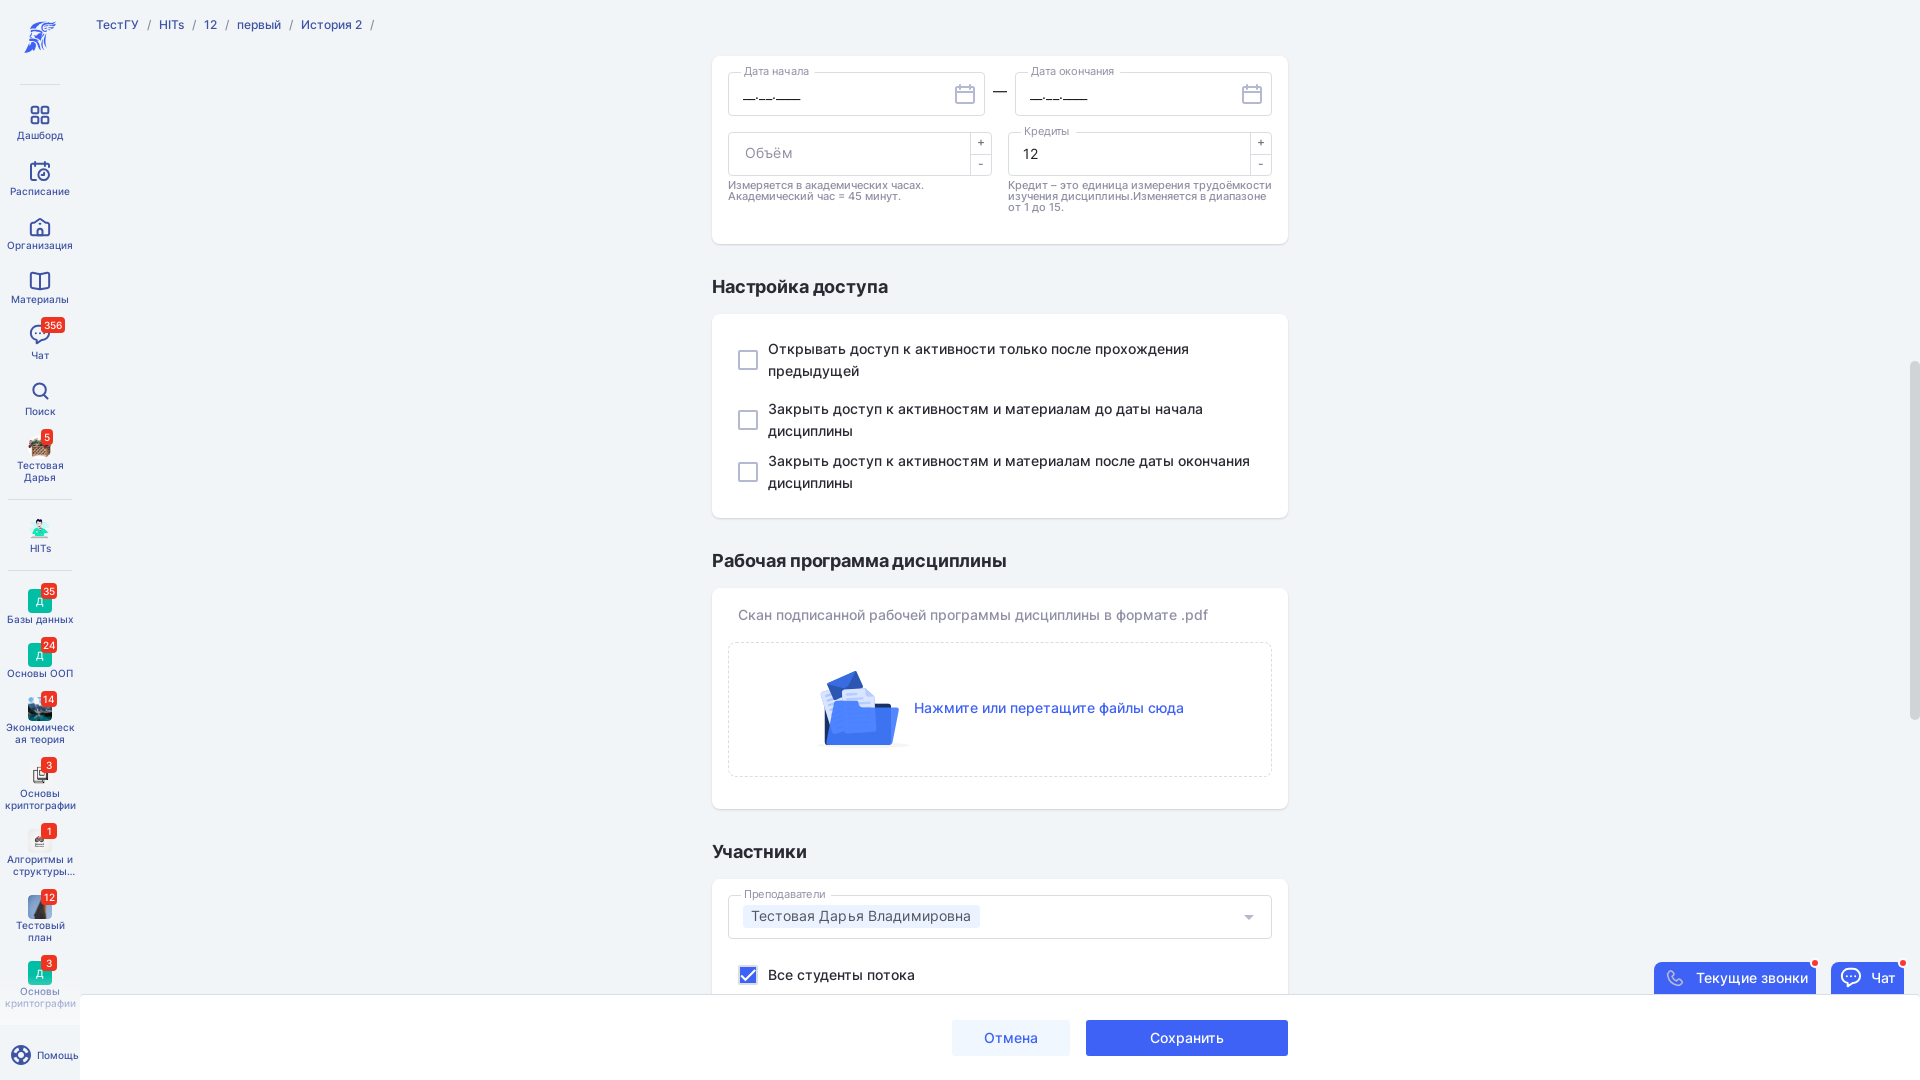 ТестГУ / HITs / 12 / первый / История 2 /
Дашборд
Расписание
Организация
Материалы
356
Чат
Поиск
5
Тестовая
Дарья
HITs
35
Д
Базы данных
24
Д
Основы ООП
14
Экономическ
ая теория
3
Основы
криптографии
1
Алгоритмы и
структуры...
12
Тестовый
план
3
Д
Основы
криптографии
Помощь
Дата начала
__.__.____
—
Дата окончания
__.__.____
Объём
+
-
Измеряется в академических часах.
Академический час = 45 минут.
Кредиты
12
+
-
Кредит – это единица измерения трудоёмкости
изучения дисциплины.Изменяется в диапазоне
от 1 до 15.
Настройка доступа
Открывать доступ к активности только после прохождения
предыдущей
Закрыть доступ к активностям и материалам до даты начала
дисциплины
Закрыть доступ к активностям и материалам после даты окончания
дисциплины
Рабочая программа дисциплины
Скан подписанной рабочей программы дисциплины в формате .pdf
Нажмите или перетащите файлы сюда
Участники
Преподаватели
Тестовая Дарья Владимировна
Все студенты потока
Текущие звонки
Чат
Отмена
Сохранить